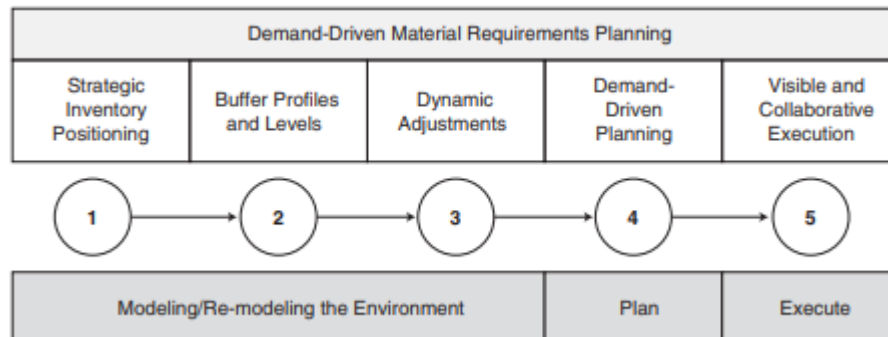 Demand-Driven Material Requirements Planning
Strategic
Inventory
Positioning
Buffer Profiles
and Levels
Dynamic
Adjustments
Demand-
Driven
Planning
Visible and
Collaborative
Execution
1
2
3
4
5
Modeling/Re-modeling the Environment
Plan
Execute